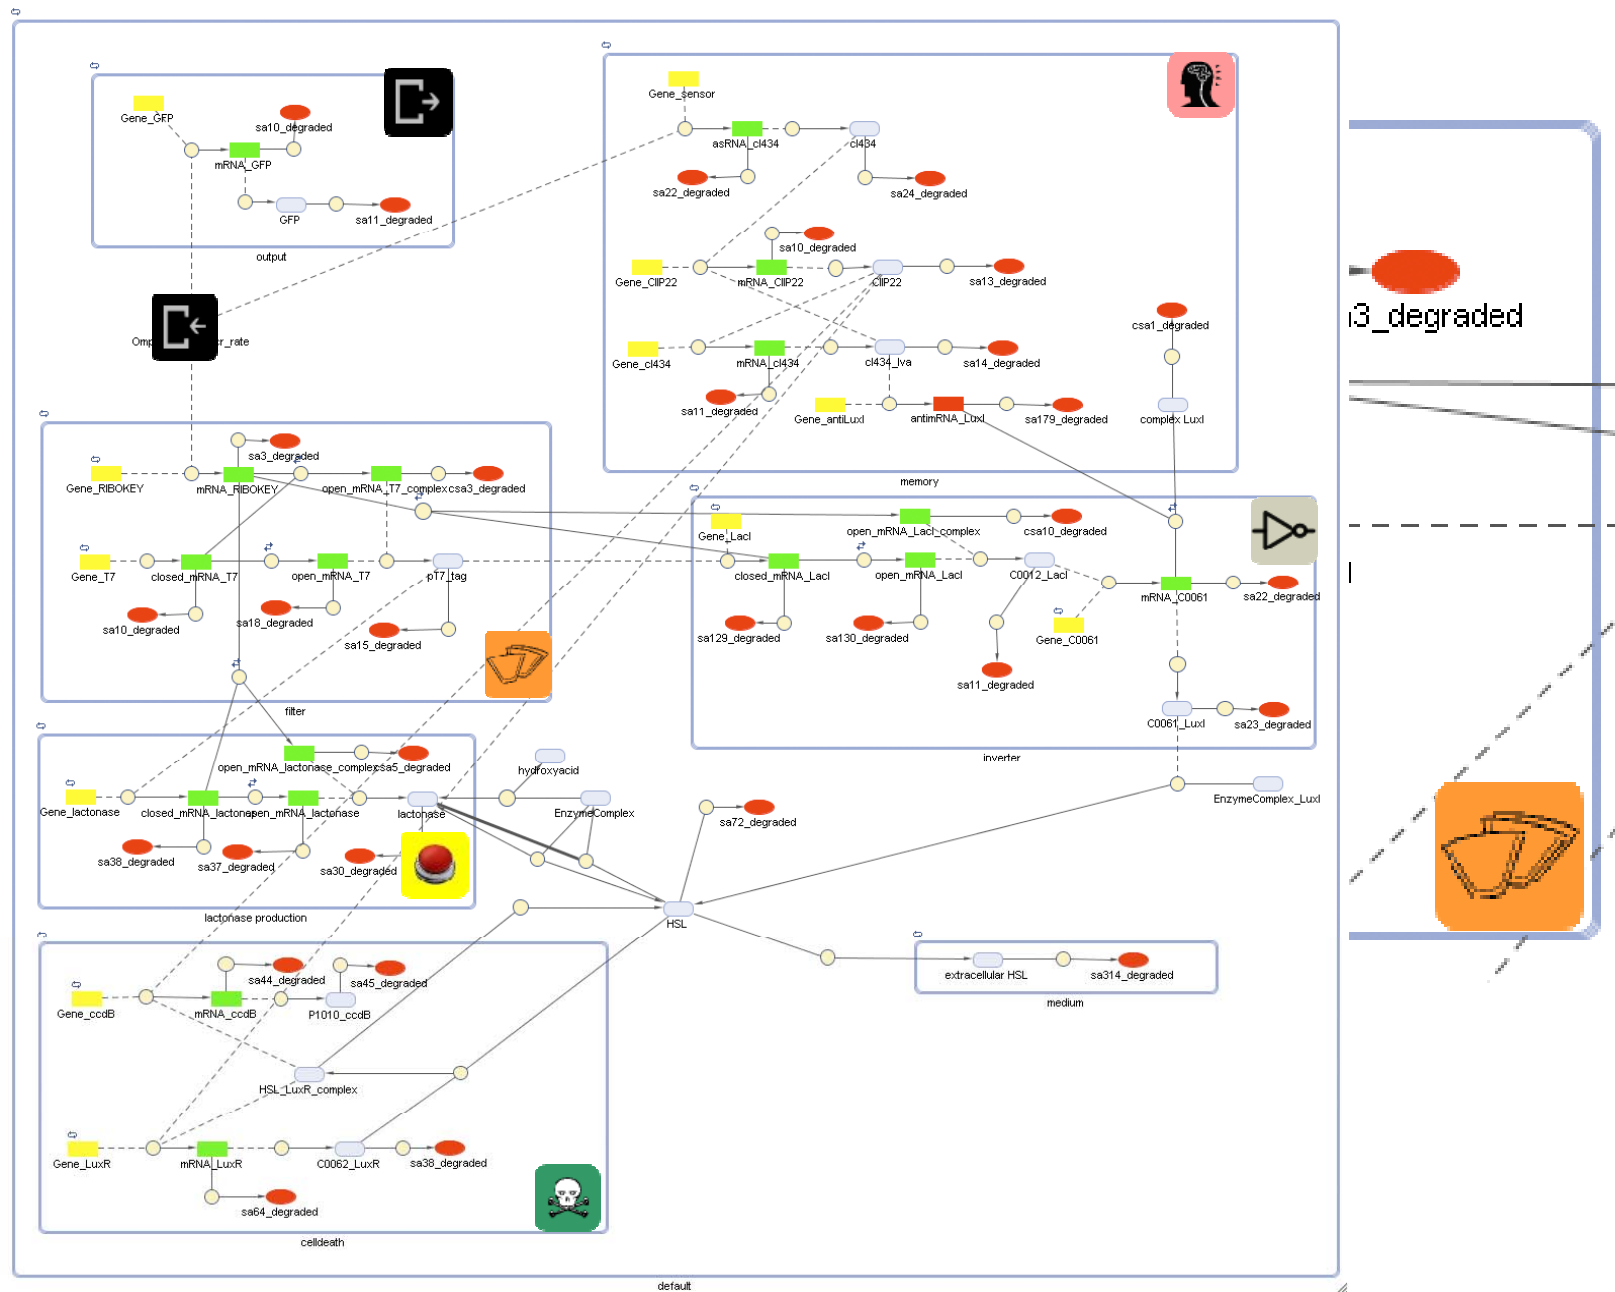 Gene_GFP
sa10_degraded
mRNA_GFP
GFP
sa11_degraded
output
cr_rate
Gene_sensor
asRNA_cI434
cI434
sa22_degraded
sa24_degraded
sa10_degraded
Gene_CIIP22
mRNA_CIIP22
CIIP22
sa13_degraded
csa1_degraded
Gene_cI434
mRNA_cI434
cI434_lva
sa14_degraded
sa11_degraded
Gene_antiLuxI
antimRNA_LuxI
sa179_degraded
complex LuxI
memory
sa3_degraded
Gene_RIBOKEY
mRNA_RIBOKEY
open_mRNA_T7_complex
csa3_degraded
Gene_T7
closed_mRNA_T7
open_mRNA_T7
pT7_tag
sa10_degraded
sa18_degraded
sa15_degraded
filter
Gene_LacI
open_mRNA_LacI_complex
csa10_degraded
closed_mRNA_LacI
open_mRNA_LacI
C0012_LacI
mRNA_C0061
sa22_degraded
sa129_degraded
sa130_degraded
Gene_C0061
sa11_degraded
C0061_LuxI
sa23_degraded
inverter
open_mRNA_lactonase_complex
csa5_degraded
hydroxyacid
Gene_lactonase
closed_mRNA_lactonase
open_mRNA_lactonase
lactonase
EnzymeComplex
EnzymeComplex_LuxI
sa72_degraded
sa38_degraded
sa37_degraded
sa30_degraded
lactonase production
HSL
sa44_degraded
sa45_degraded
Gene_ccdB
mRNA_ccdB
P1010_ccdB
extracellular HSL
sa314_degraded
medium
HSL_LuxR_complex
Gene_LuxR
mRNA_LuxR
C0062_LuxR
sa38_degraded
sa64_degraded
celldeath
default
a3_degraded